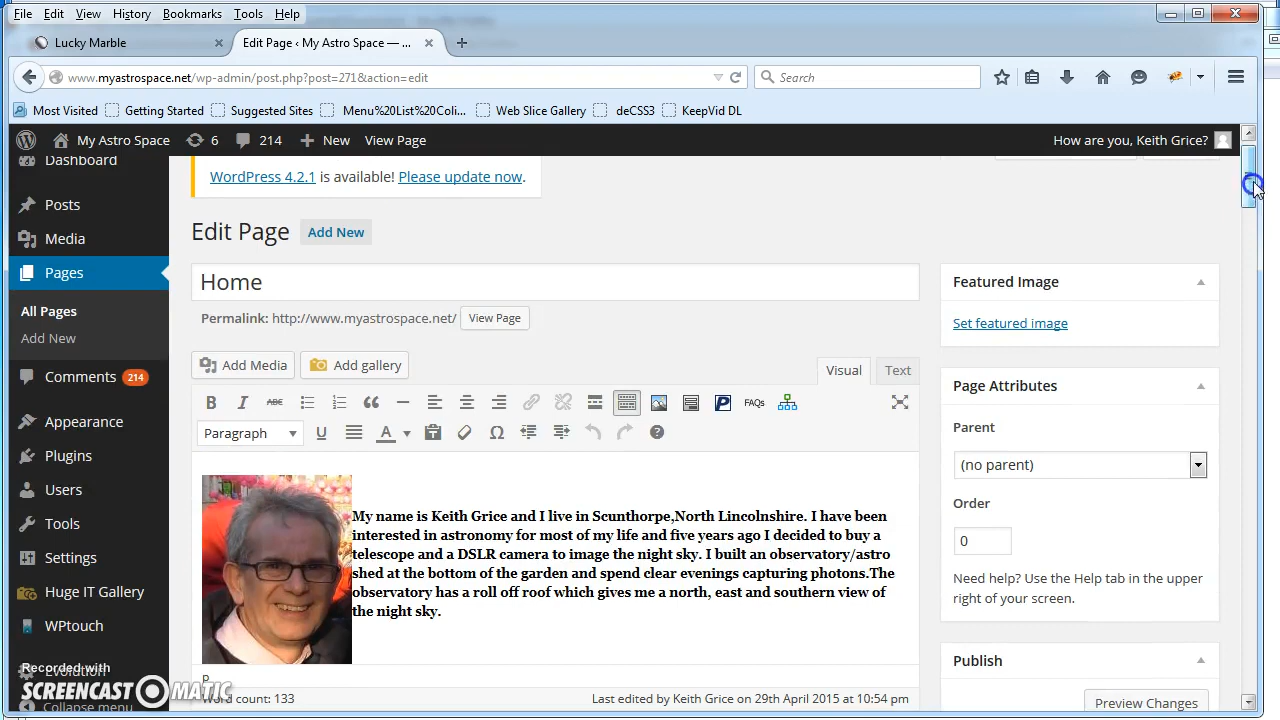 File Edit View History Bookmarks Tools Help
Lucky Marble
Edit Page ‹ My Astro Space — ...
www.myastrospace.net/wp-admin/post.php?post=271&action=edit
Search
Most Visited Getting Started Suggested Sites Menu%20List%20Coll... Web Slice Gallery deCSS3 KeepVid DL
My Astro Space 6 214 New View Page How are you, Keith Grice?
Dashboard
WordPress 4.2.1 is available! Please update now.
Posts
Media
Pages
All Pages
Add New
Comments 214
Appearance
Plugins
Users
Tools
Settings
Huge IT Gallery
WPtouch
Evolution
Collapse menu
Recorded with
SCREENCAST MATIC
Edit Page Add New
Home
Permalink: http://www.myastrospace.net/ View Page
Add Media Add gallery
Visual Text
B I ABC
FAQs
Paragraph U A Ω
My name is Keith Grice and I live in Scunthorpe,North Lincolnshire. I have been
interested in astronomy for most of my life and five years ago I decided to buy a
telescope and a DSLR camera to image the night sky. I built an observatory/astro
shed at the bottom of the garden and spend clear evenings capturing photons.The
observatory has a roll off roof which gives me a north, east and southern view of
the night sky.
P
Word count: 133 Last edited by Keith Grice on 29th April 2015 at 10:54 pm
Featured Image
Set featured image
Page Attributes
Parent
(no parent)
Order
0
Need help? Use the Help tab in the upper
right of your screen.
Publish
Preview Changes